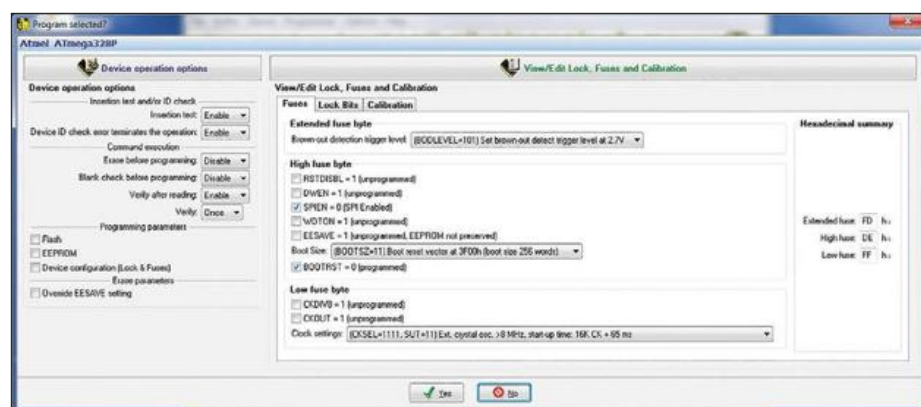 Program selected?
Atmel ATmega328P
Device operation options
View/Edit Lock, Fuses and Calibration
Device operation options
Insertion test and/or ID check
Insertion test: Enable
Device ID check error terminates the operation: Enable
Command execution
Erase before programming: Disable
Blank check before programming: Disable
Verify after reading: Enable
Verify: Once
Programming parameters
Flash
EEPROM
Device configuration (Lock & Fuses)
Erase parameters
Override EESAVE setting
View/Edit Lock, Fuses and Calibration
Fuses Lock Bits Calibration
Extended fuse byte
Brown-out detection trigger level: (BODLEVEL=101) Set brown-out detect trigger level at 2.7V
High fuse byte
RSTDISBL = 1 (unprogrammed)
DWEN = 1 (unprogrammed)
SPIEN = 0 (SPI Enabled)
WDTON = 1 (unprogrammed)
EESAVE = 1 (unprogrammed, EEPROM not preserved)
Boot Size: (BOOTSZ=11) Boot reset vector at 3F00h (boot size 256 words)
BOOTRST = 0 (programmed)
Low fuse byte
CKDIV8 = 1 (unprogrammed)
CKOUT = 1 (unprogrammed)
Clock settings: (CKSEL=1111, SUT=11) Ext. crystal osc. >8 MHz, start-up time: 16K CK + 65 ms
Hexadecimal summary
Extended fuse: FD h
High fuse: DE h
Low fuse: FF h
Yes
No